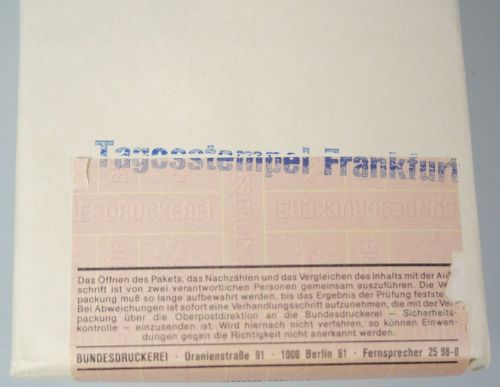 Tagesstempel Frankfurt
BUNDESDRUCKEREI
BUNDESDRUCKEREI
Das Öffnen des Pakets, das Nachzählen und das Vergleichen des Inhalts mit der Auf
schrift ist von zwei verantwortlichen Personen gemeinsam auszuführen. Die Ve
packung muß so lange aufbewahrt werden, bis das Ergebnis der Prüfung festste
Bei Abweichungen ist sofort eine Verhandlungsschrift aufzunehmen, die mit der Ver
packung über die Oberpostdirektion an die Bundesdruckerei – Sicherheits-
kontrolle – einzusenden ist. Wird hiernach nicht verfahren, so können Einwen-
dungen gegen die Richtigkeit nicht anerkannt werden.
BUNDESDRUCKEREI · Oranienstraße 91 · 1000 Berlin 61 · Fernsprecher 25 98-0